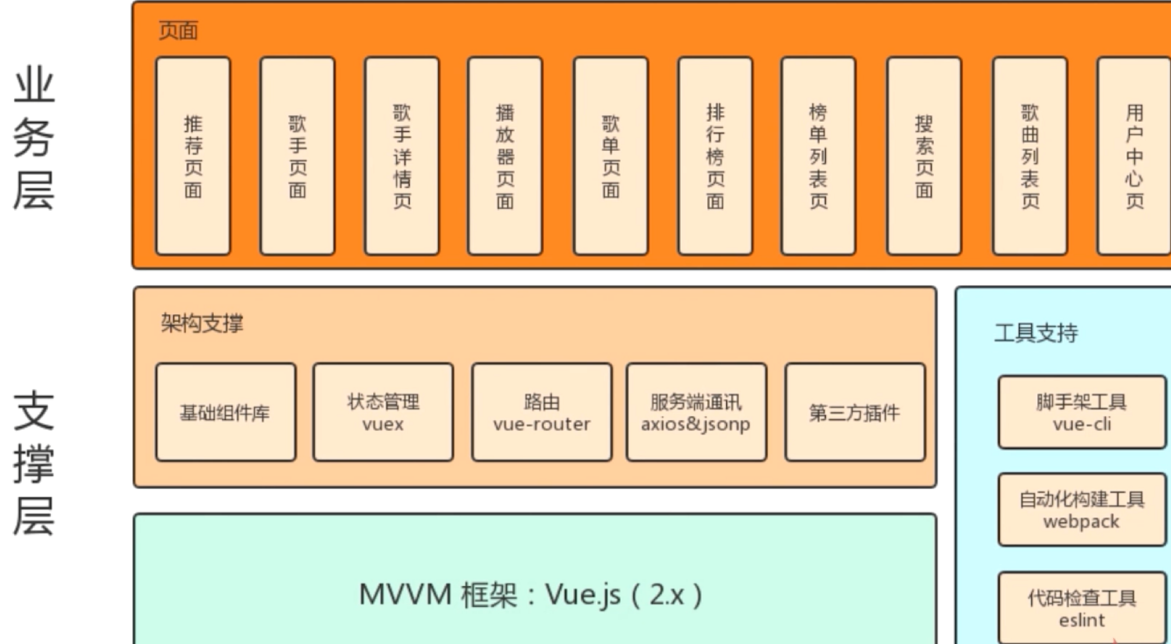 业务层
页面
推荐页面
歌手页面
歌手详情页
播放器页面
歌单页面
排行榜页面
榜单列表页
搜索页面
歌曲列表页
用户中心页
支撑层
架构支撑
基础组件库
状态管理
vuex
路由
vue-router
服务端通讯
axios&jsonp
第三方插件
MVVM 框架：Vue.js（2.x）
工具支持
脚手架工具
vue-cli
自动化构建工具
webpack
代码检查工具
eslint